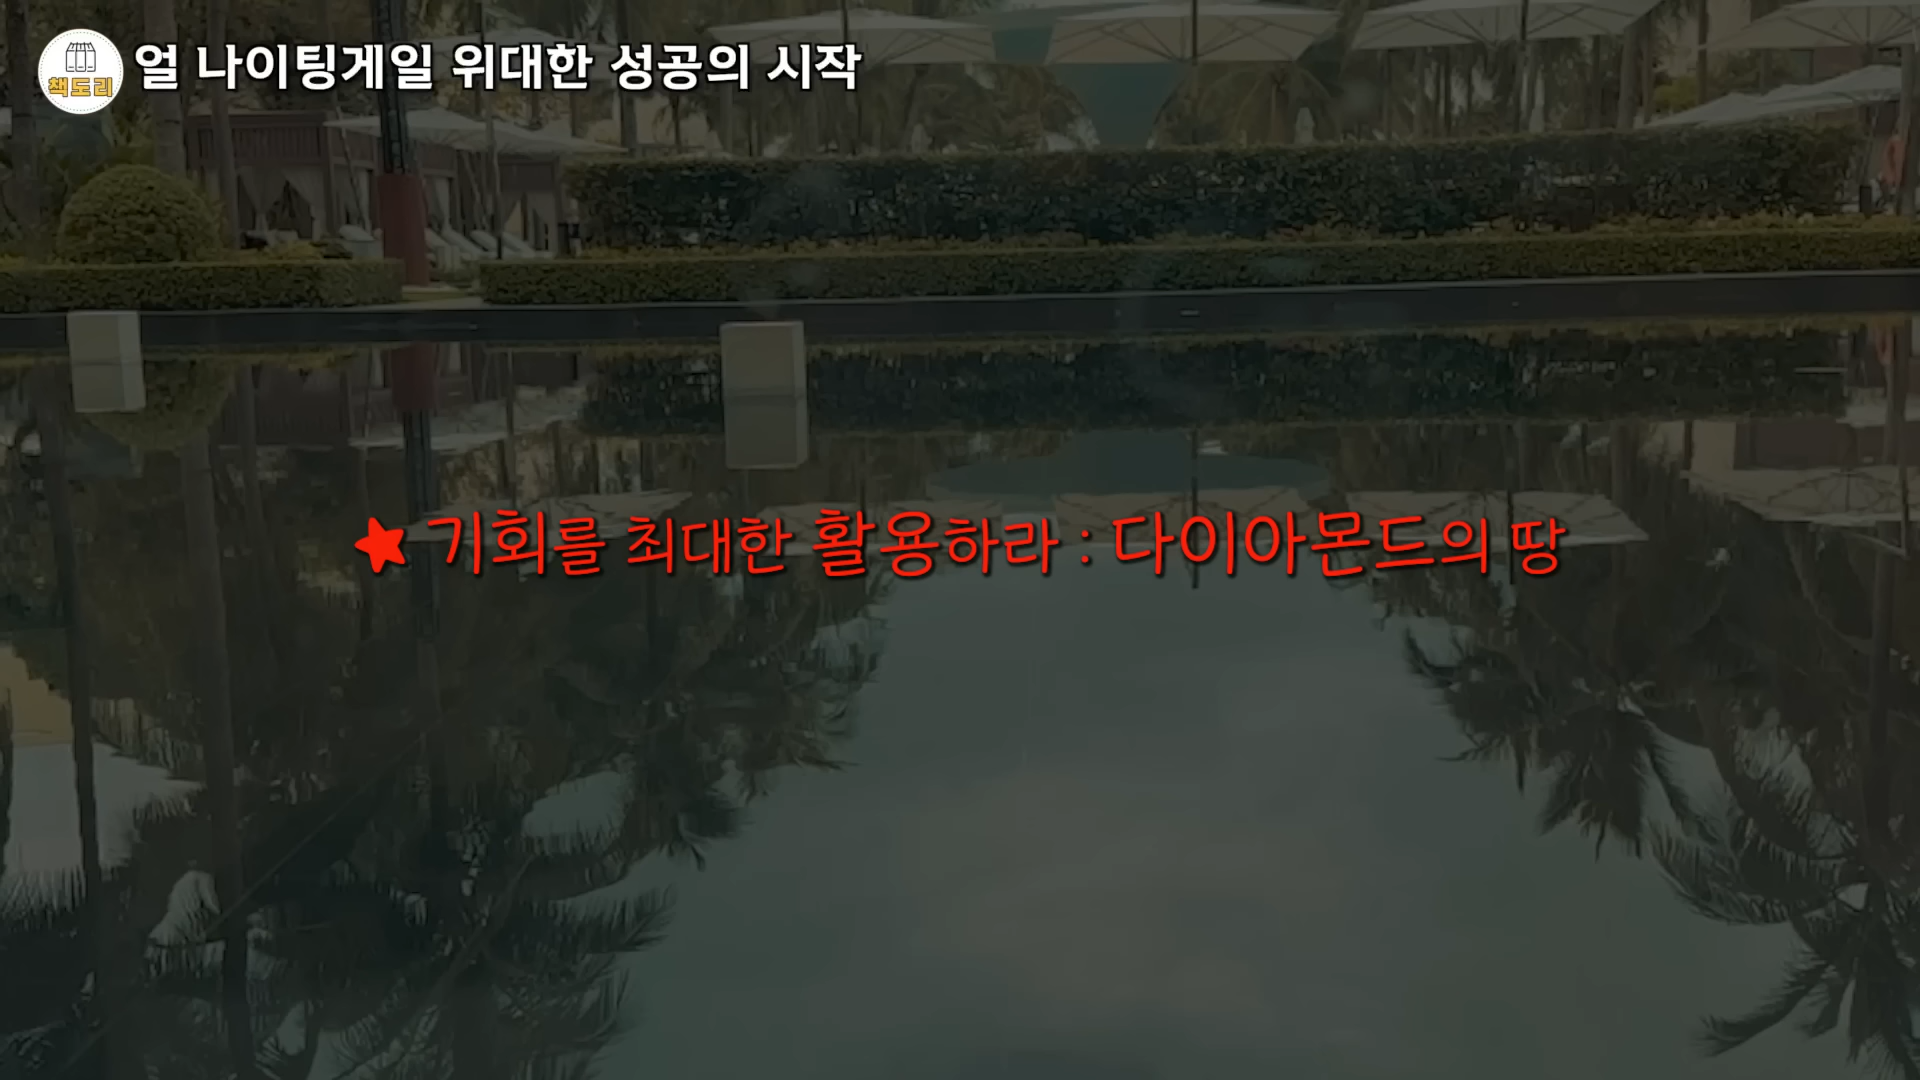 책도리
얼 나이팅게일 위대한 성공의 시작
★ 기회를 최대한 활용하라 : 다이아몬드의 땅